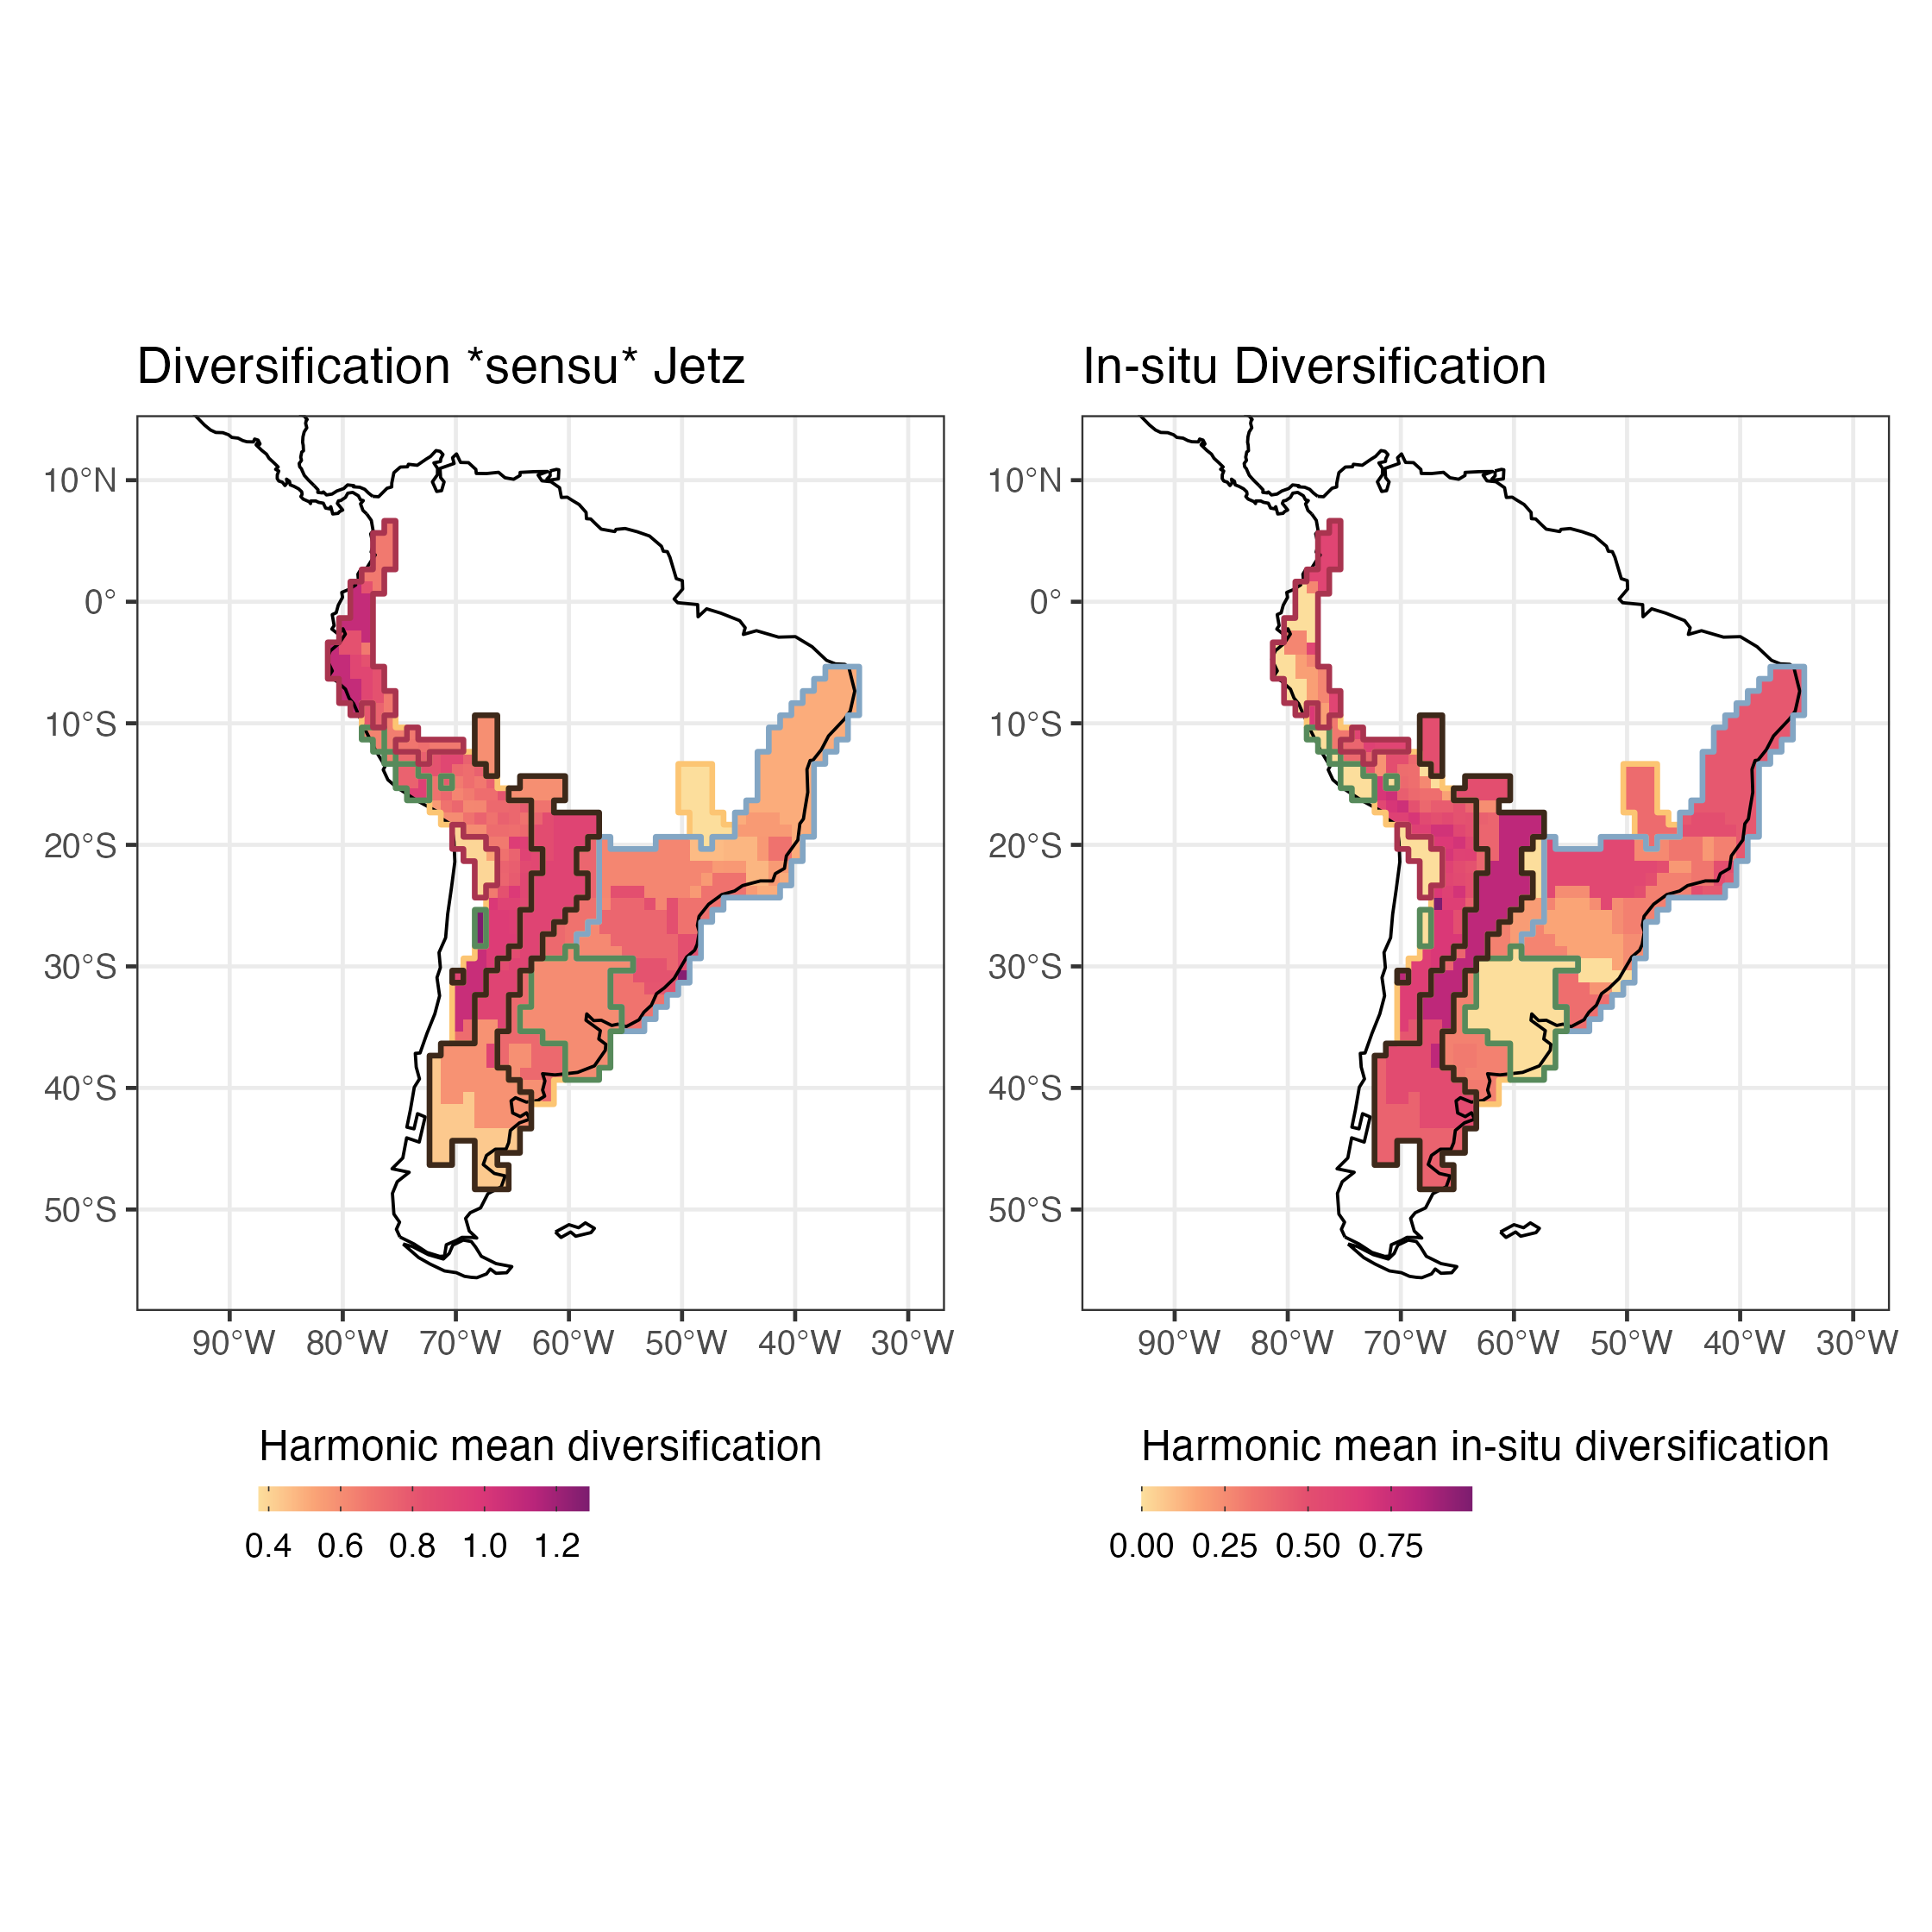 Diversification *sensu* Jetz
In-situ Diversification
10°N
0°
10°S
20°S
30°S
40°S
50°S
90°W 80°W 70°W 60°W 50°W 40°W 30°W
10°N
0°
10°S
20°S
30°S
40°S
50°S
90°W 80°W 70°W 60°W 50°W 40°W 30°W
Harmonic mean diversification
0.4 0.6 0.8 1.0 1.2
Harmonic mean in-situ diversification
0.00 0.25 0.50 0.75